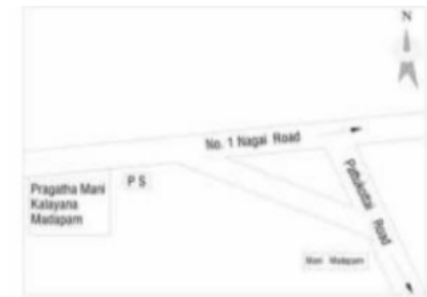 N
No. 1 Nagai Road
P S
Pragatha Mani
Kalayana
Madapam
Pattukottai Road
Mani Madapam